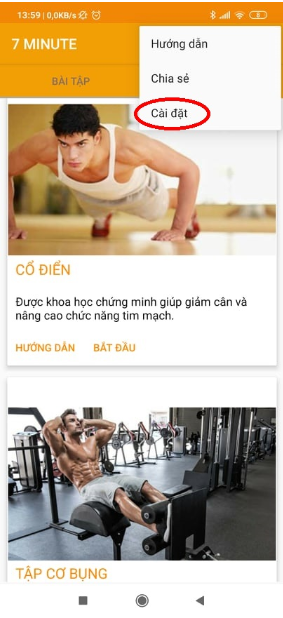 13:59 | 0,0KB/s
7 MINUTE
Hướng dẫn
Chia sẻ
Cài đặt
BÀI TẬP
CỔ ĐIỂN
Được khoa học chứng minh giúp giảm cân và
nâng cao chức năng tim mạch.
HƯỚNG DẪN BẮT ĐẦU
TẬP CƠ BỤNG